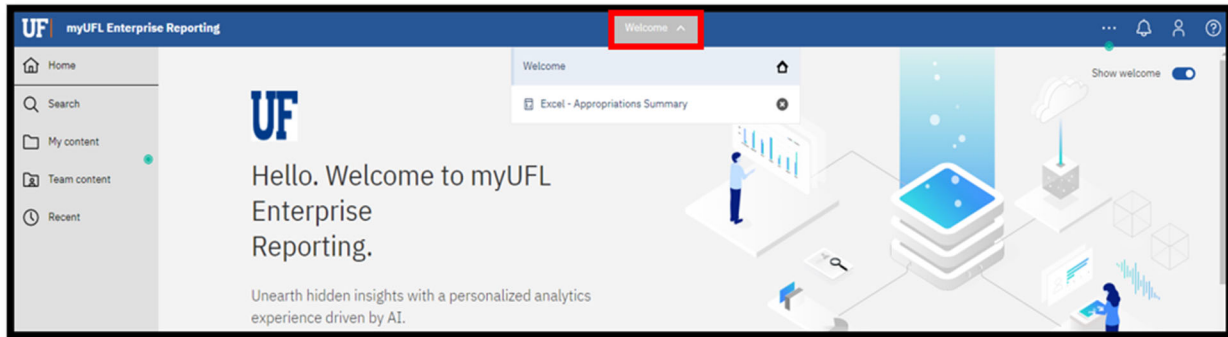 UF myUFL Enterprise Reporting
Welcome
Home
Search
My content
Team content
Recent
Welcome
Excel - Appropriations Summary
Show welcome
UF
Hello. Welcome to myUFL
Enterprise
Reporting.
Unearth hidden insights with a personalized analytics
experience driven by AI.